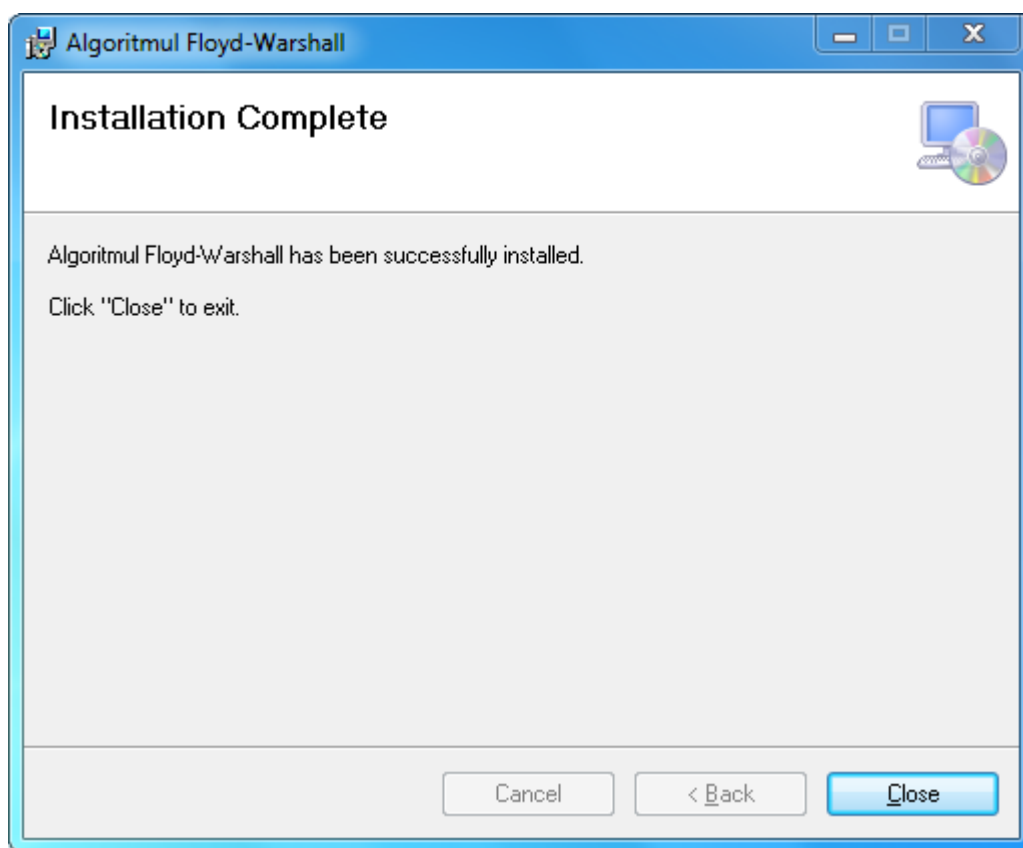 Algoritmul Floyd-Warshall
Installation Complete
Algoritmul Floyd-Warshall has been successfully installed.
Click "Close" to exit.
Cancel
< Back
Close